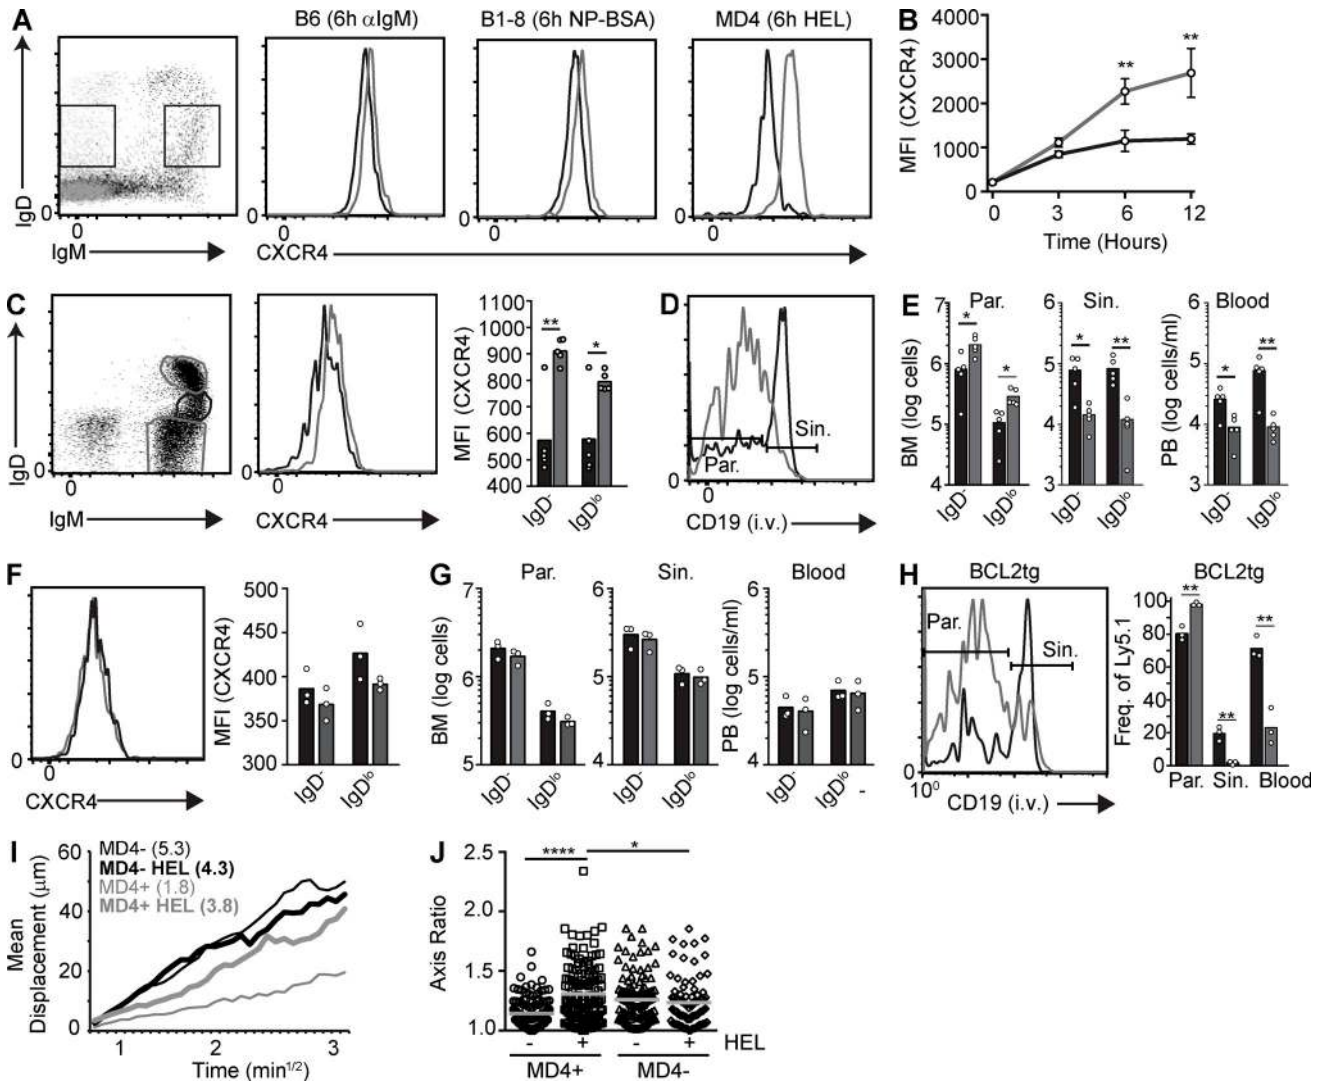 A
B6 (6h αIgM)
B1-8 (6h NP-BSA)
MD4 (6h HEL)
IgD
0
0
IgM
0
0
0
CXCR4
B
**
**
MFI (CXCR4)
4000
3000
2000
1000
0
0
3
6
12
Time (Hours)
C
IgD
0
0
IgM
0
CXCR4
MFI (CXCR4)
1100
1000
900
800
700
600
500
400
**
*
IgD-
IgDlo
D
0
Par.
Sin.
0
CD19 (i.v.)
E
Par.
Sin.
Blood
BM (log cells)
7
6
5
4
*
*
IgD-
IgDlo
6
5
4
3
*
**
IgD-
IgDlo
PB (log cells/ml)
6
5
4
3
*
**
IgD-
IgDlo
F
0
0
CXCR4
MFI (CXCR4)
500
450
400
350
300
IgD-
IgDlo
G
Par.
Sin.
Blood
BM (log cells)
7
6
5
IgD-
IgDlo
6
5
4
IgD-
IgDlo
PB (log cells/ml)
6
5
4
IgD-
IgDlo
-
H
BCL2tg
BCL2tg
Par.
Sin.
0
10⁰
CD19 (i.v.)
Freq. of Ly5.1
100
80
60
40
20
0
**
**
**
Par.
Sin.
Blood
I
MD4- (5.3)
MD4- HEL (4.3)
MD4+ (1.8)
MD4+ HEL (3.8)
Mean
Displacement (μm)
60
40
20
0
1
2
3
Time (min1/2)
J
****
*
Axis Ratio
2.5
2.0
1.5
1.0
-
+
-
+
HEL
MD4+
MD4-